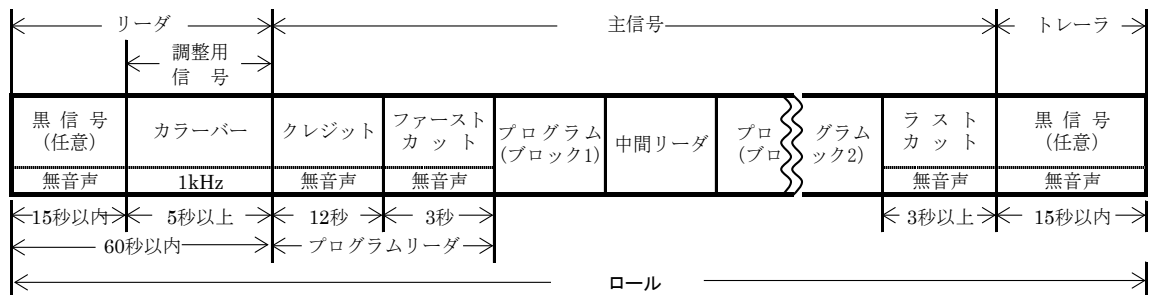 リーダ 主信号 トレーラ
調整用
信 号
黒 信 号
(任意)
カラーバー
クレジット
ファースト
カ ッ ト
プログラム
(ブロック1)
中間リーダ
プロ グラム
(ブロ ック2)
ラ ス ト
カ ッ ト
黒 信 号
(任意)
無音声 1kHz 無音声 無音声 無音声 無音声
15秒以内 5秒以上 12秒 3秒 3秒以上 15秒以内
60秒以内 プログラムリーダ
ロール